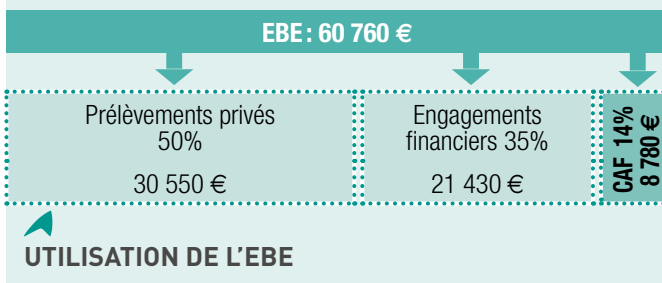 EBE : 60 760 €
Prélèvements privés
50%
30 550 €
Engagements
financiers 35%
21 430 €
CAF 14%
8 780 €
UTILISATION DE L'EBE